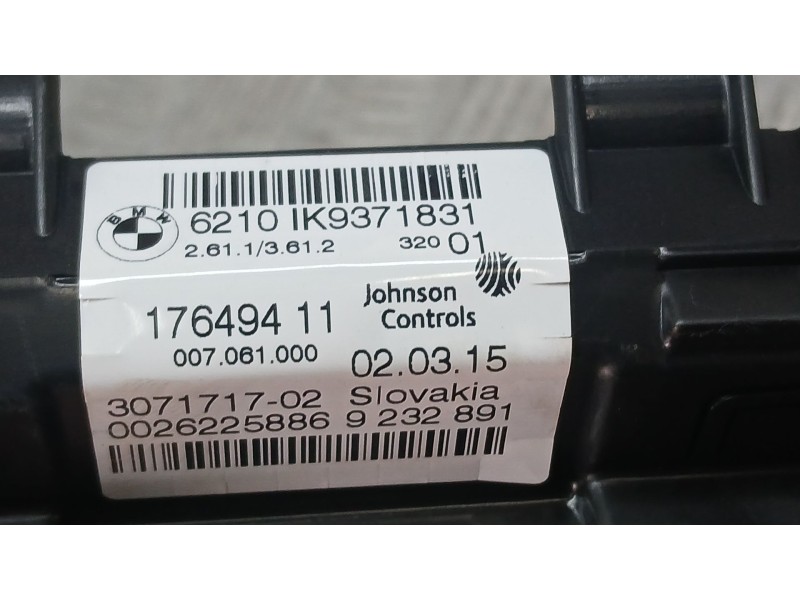 BMW
6210 IK9371831
2.61.1/3.61.2 320 01
Johnson
Controls
176494 11
007.061.000
02.03.15
3071717-02 Slovakia
0026225886 9 232 891